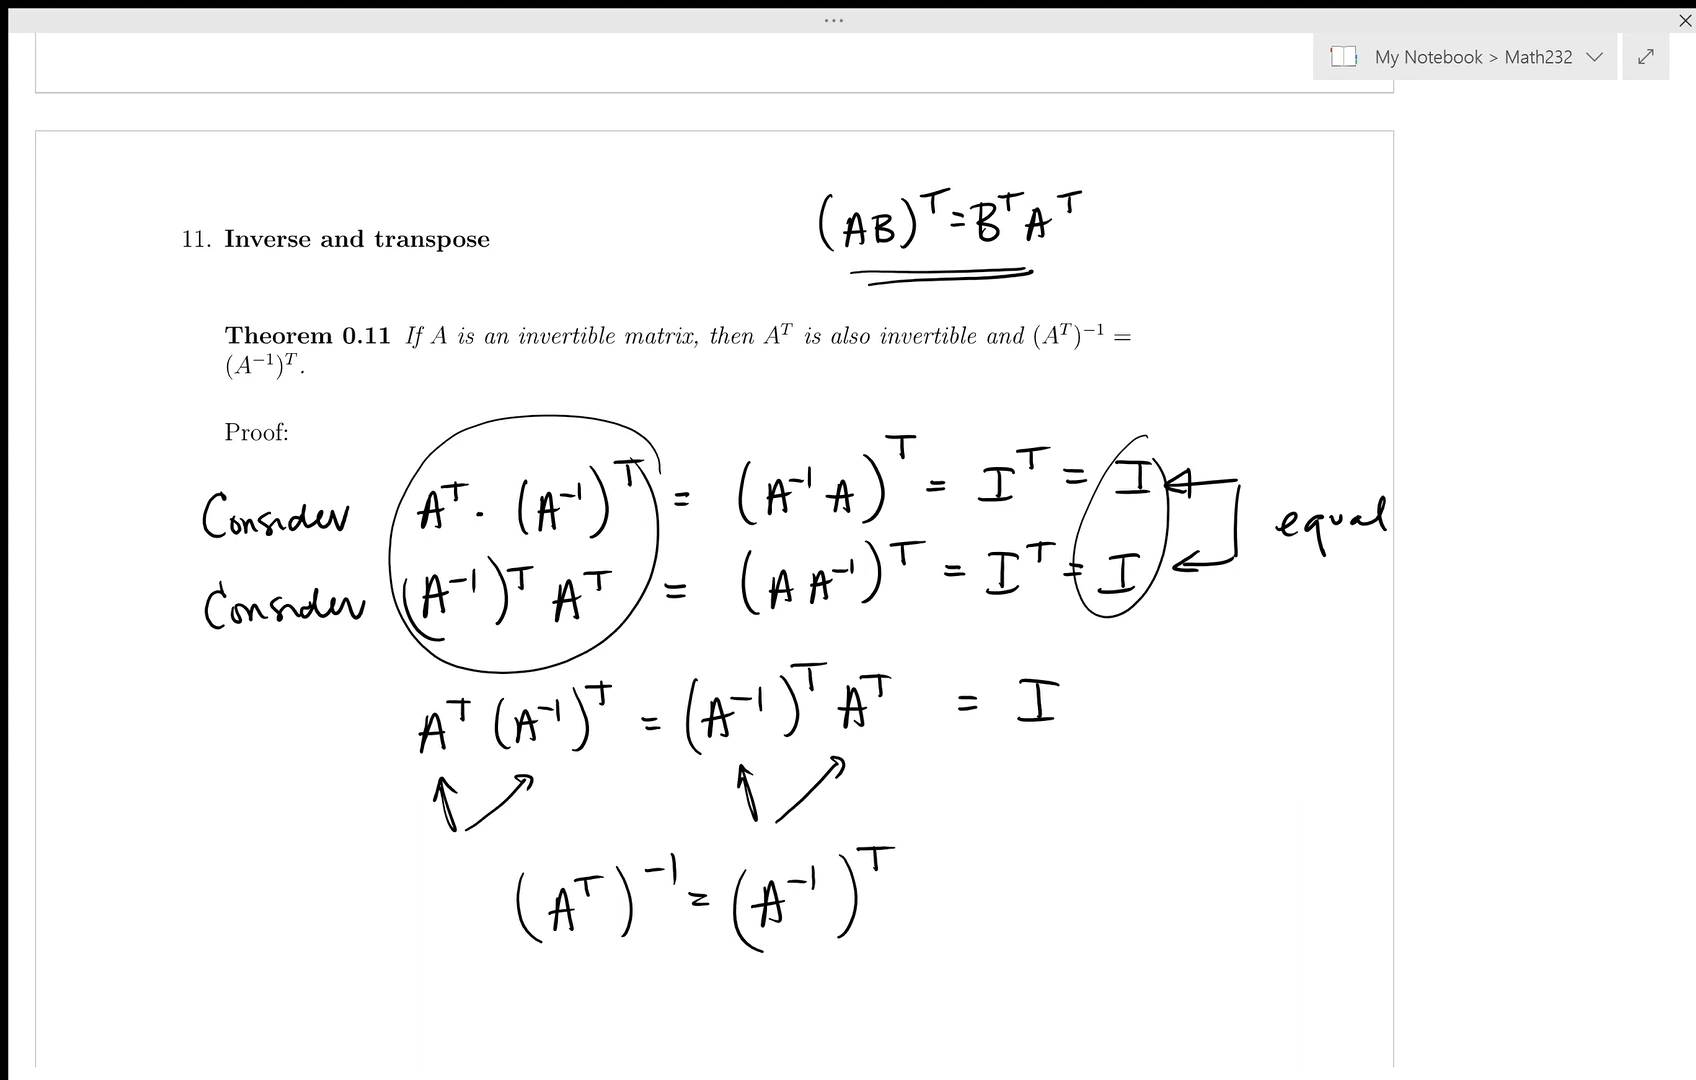 My Notebook > Math232
(AB)ᵀ = BᵀAᵀ
11. Inverse and transpose
Theorem 0.11 If A is an invertible matrix, then Aᵀ is also invertible and (Aᵀ)⁻¹ =
(A⁻¹)ᵀ.
Proof:
Consider Aᵀ · (A⁻¹)ᵀ = (A⁻¹ A)ᵀ = Iᵀ = I
equal
Consider (A⁻¹)ᵀ Aᵀ = (A A⁻¹)ᵀ = Iᵀ = I
Aᵀ (A⁻¹)ᵀ = (A⁻¹)ᵀ Aᵀ = I
(Aᵀ)⁻¹ = (A⁻¹)ᵀ